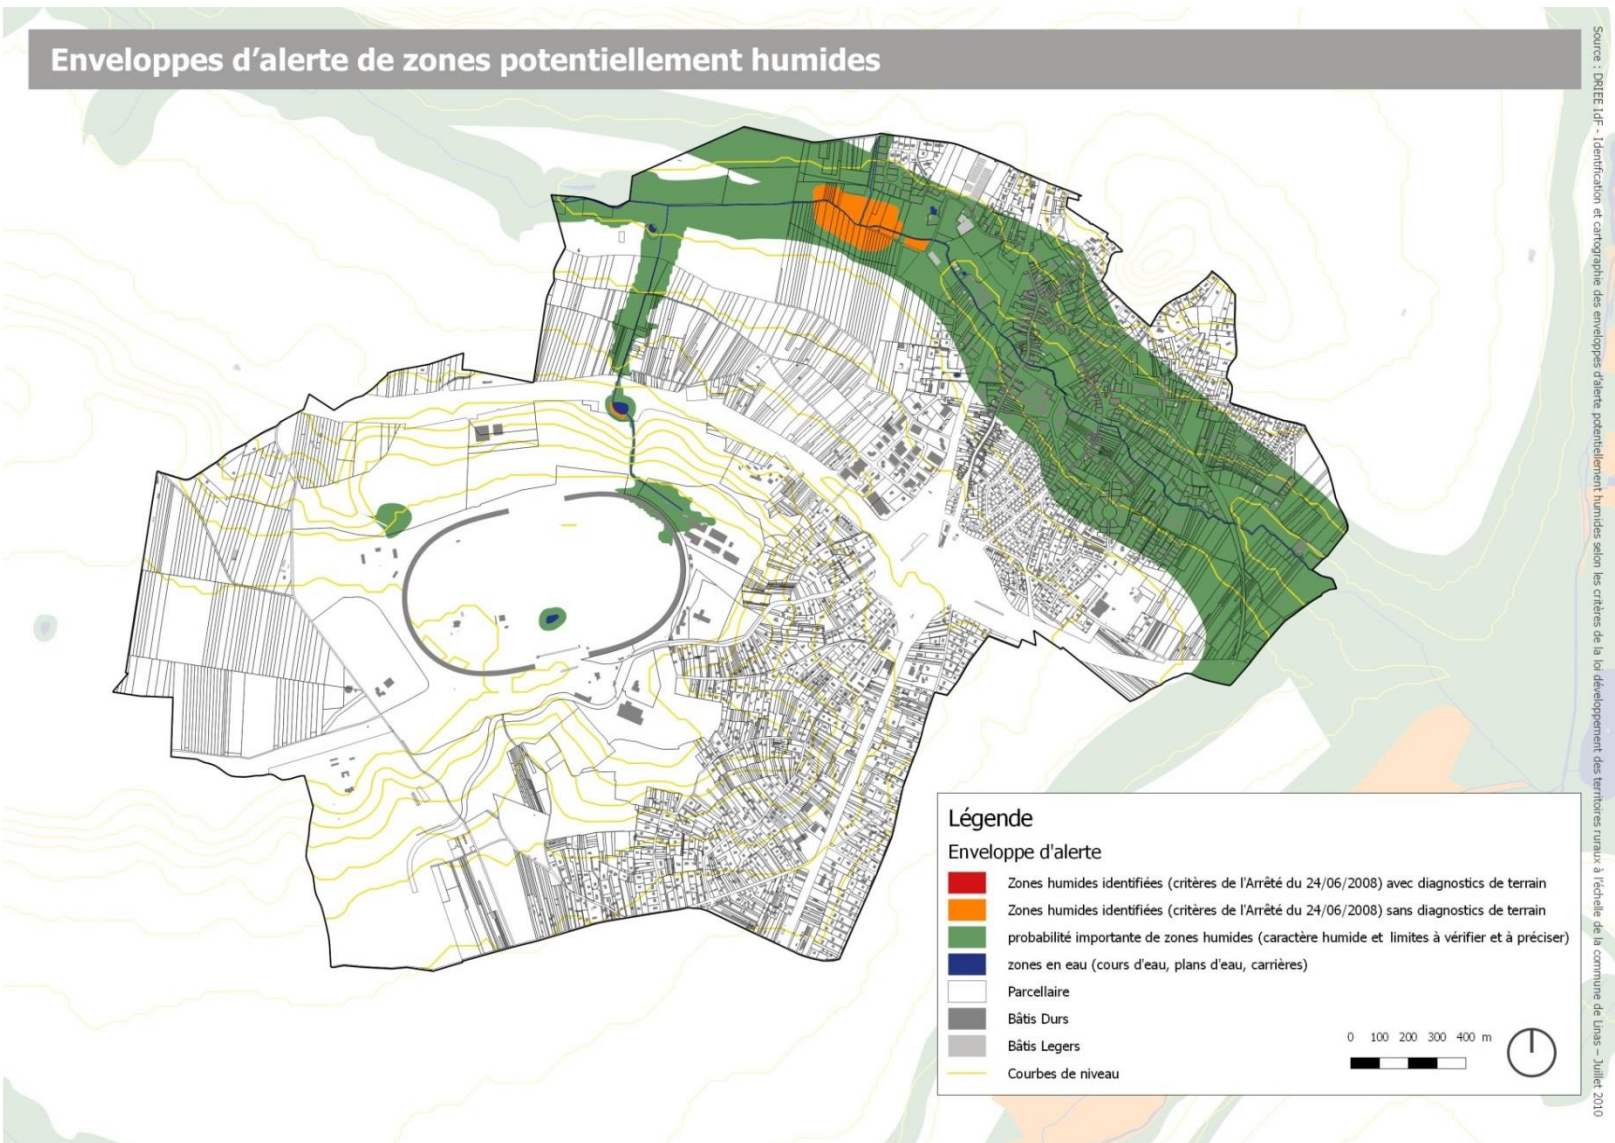 Enveloppes d'alerte de zones potentiellement humides
Source : DRIEE IdF - Identification et cartographie des enveloppes d'alerte potentiellement humides selon les critères de la loi développement des territoires ruraux à l'échelle de la commune de Linas – Juillet 2010
Légende
Enveloppe d'alerte
Zones humides identifiées (critères de l'Arrêté du 24/06/2008) avec diagnostics de terrain
Zones humides identifiées (critères de l'Arrêté du 24/06/2008) sans diagnostics de terrain
probabilité importante de zones humides (caractère humide et limites à vérifier et à préciser)
zones en eau (cours d'eau, plans d'eau, carrières)
Parcellaire
Bâtis Durs
Bâtis Legers
Courbes de niveau
0 100 200 300 400 m